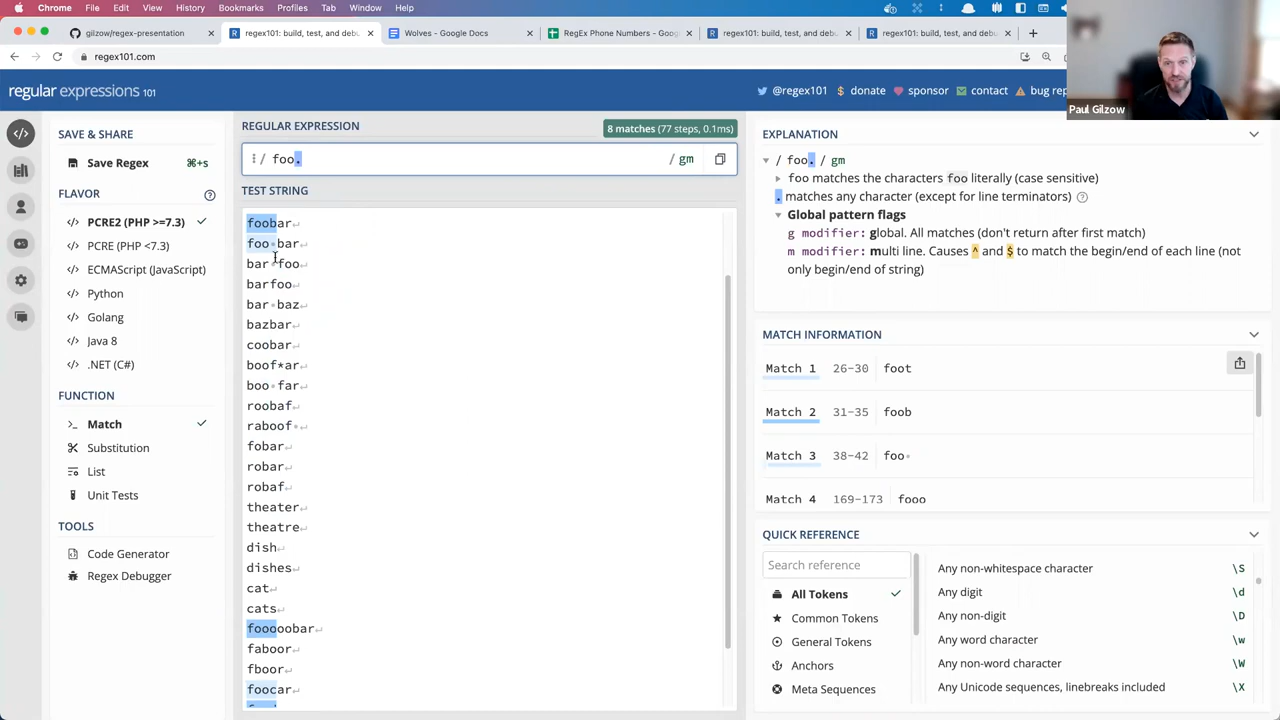 Chrome File Edit View History Bookmarks Profiles Tab Window Help
gilzow/regex-presentation
regex101: build, test, and debu
Wolves - Google Docs
RegEx Phone Numbers - Goog
regex101: build, test, and debu
regex101: build, test, and debu
regex101.com
regular expressions 101
@regex101 $ donate sponsor contact bug rep
Paul Gilzow
SAVE & SHARE
Save Regex ⌘+s
FLAVOR
</> PCRE2 (PHP >=7.3)
</> PCRE (PHP <7.3)
</> ECMAScript (JavaScript)
</> Python
</> Golang
</> Java 8
</> .NET (C#)
FUNCTION
>_ Match
Substitution
List
Unit Tests
TOOLS
Code Generator
Regex Debugger
REGULAR EXPRESSION
8 matches (77 steps, 0.1ms)
/ foo. / gm
TEST STRING
foobar↵
foo·bar↵
bar·foo↵
barfoo↵
bar·baz↵
bazbar↵
coobar↵
boof*ar↵
boo·far↵
roobaf↵
raboof·↵
fobar↵
robar↵
robaf↵
theater↵
theatre↵
dish↵
dishes↵
cat↵
cats↵
fooooobar↵
faboor↵
fboor↵
foocar↵
EXPLANATION
/ foo. / gm
foo matches the characters foo literally (case sensitive)
. matches any character (except for line terminators)
Global pattern flags
g modifier: global. All matches (don't return after first match)
m modifier: multi line. Causes ^ and $ to match the begin/end of each line (not
only begin/end of string)
MATCH INFORMATION
Match 1 26-30 foot
Match 2 31-35 foob
Match 3 38-42 foo·
Match 4 169-173 fooo
QUICK REFERENCE
Search reference
All Tokens
Common Tokens
General Tokens
Anchors
Meta Sequences
Any non-whitespace character \S
Any digit \d
Any non-digit \D
Any word character \w
Any non-word character \W
Any Unicode sequences, linebreaks included \X